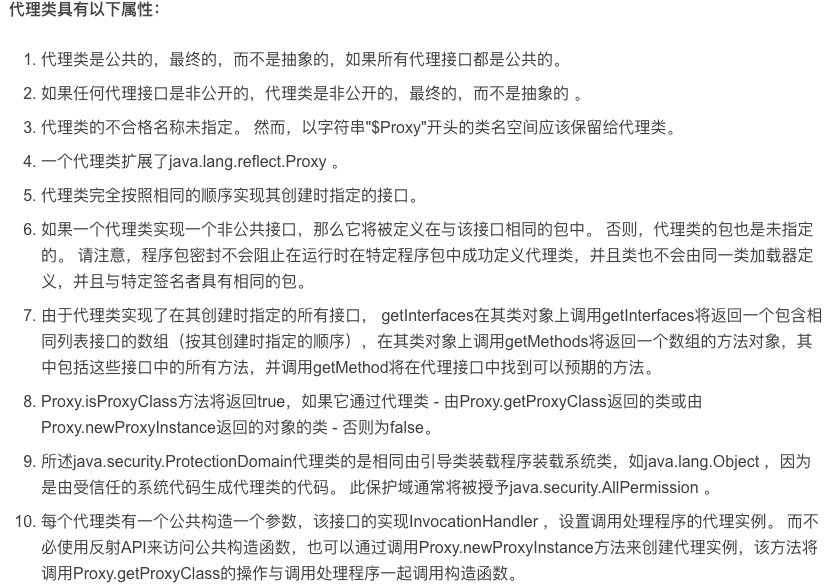 代理类具有以下属性：
1. 代理类是公共的，最终的，而不是抽象的，如果所有代理接口都是公共的。
2. 如果任何代理接口是非公开的，代理类是非公开的，最终的，而不是抽象的 。
3. 代理类的不合格名称未指定。 然而，以字符串"$Proxy"开头的类名空间应该保留给代理类。
4. 一个代理类扩展了java.lang.reflect.Proxy 。
5. 代理类完全按照相同的顺序实现其创建时指定的接口。
6. 如果一个代理类实现一个非公共接口，那么它将被定义在与该接口相同的包中。 否则，代理类的包也是未指定
的。 请注意，程序包密封不会阻止在运行时在特定程序包中成功定义代理类，并且类也不会由同一类加载器定
义，并且与特定签名者具有相同的包。
7. 由于代理类实现了在其创建时指定的所有接口， getInterfaces在其类对象上调用getInterfaces将返回一个包含相
同列表接口的数组（按其创建时指定的顺序），在其类对象上调用getMethods将返回一个数组的方法对象，其
中包括这些接口中的所有方法，并调用getMethod将在代理接口中找到可以预期的方法。
8. Proxy.isProxyClass方法将返回true，如果它通过代理类 - 由Proxy.getProxyClass返回的类或由
Proxy.newProxyInstance返回的对象的类 - 否则为false。
9. 所述java.security.ProtectionDomain代理类的是相同由引导类装载程序装载系统类，如java.lang.Object ，因为
是由受信任的系统代码生成代理类的代码。 此保护域通常将被授予java.security.AllPermission 。
10. 每个代理类有一个公共构造一个参数，该接口的实现InvocationHandler ，设置调用处理程序的代理实例。 而不
必使用反射API来访问公共构造函数，也可以通过调用Proxy.newProxyInstance方法来创建代理实例，该方法将
调用Proxy.getProxyClass的操作与调用处理程序一起调用构造函数。